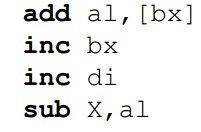 add al,[bx]
inc bx
inc di
sub X,al